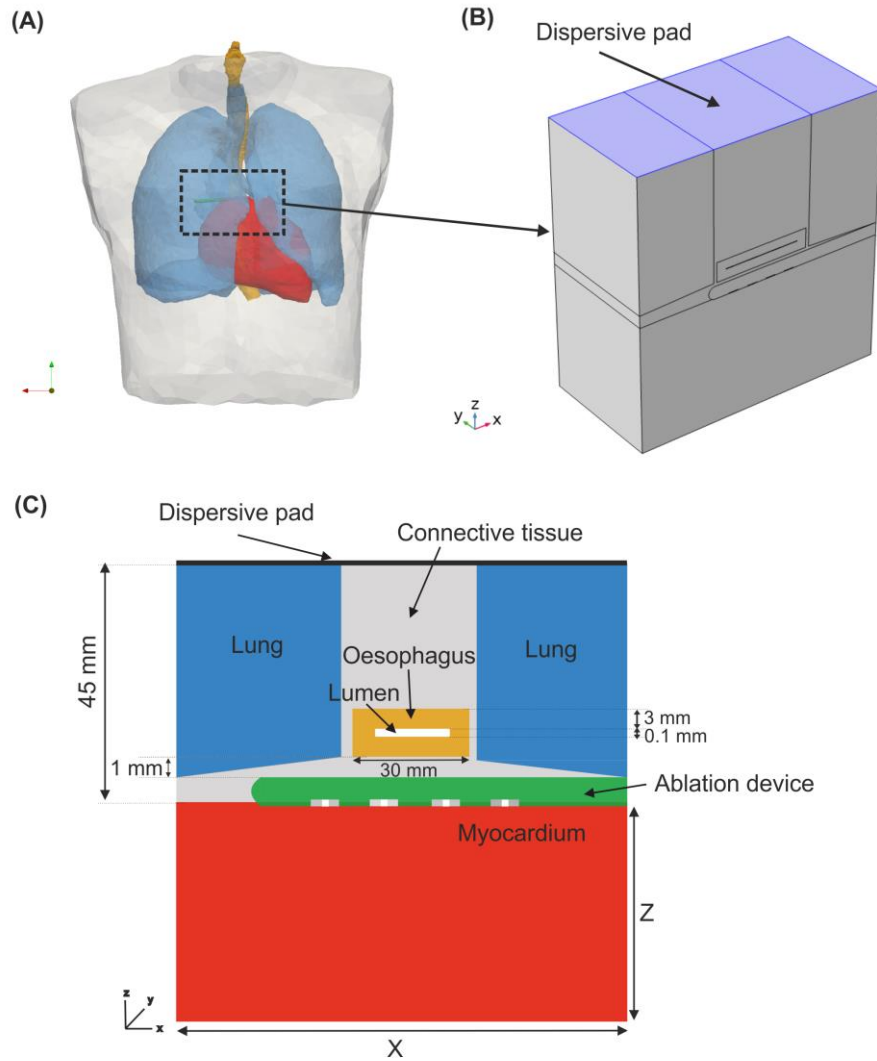 (A)
(B)
Dispersive pad
z
y
x
(C)
Dispersive pad
Connective tissue
Lung
Lung
Oesophagus
Lumen
45 mm
3 mm
0.1 mm
1 mm
30 mm
Ablation device
Myocardium
Z
z
y
x
X